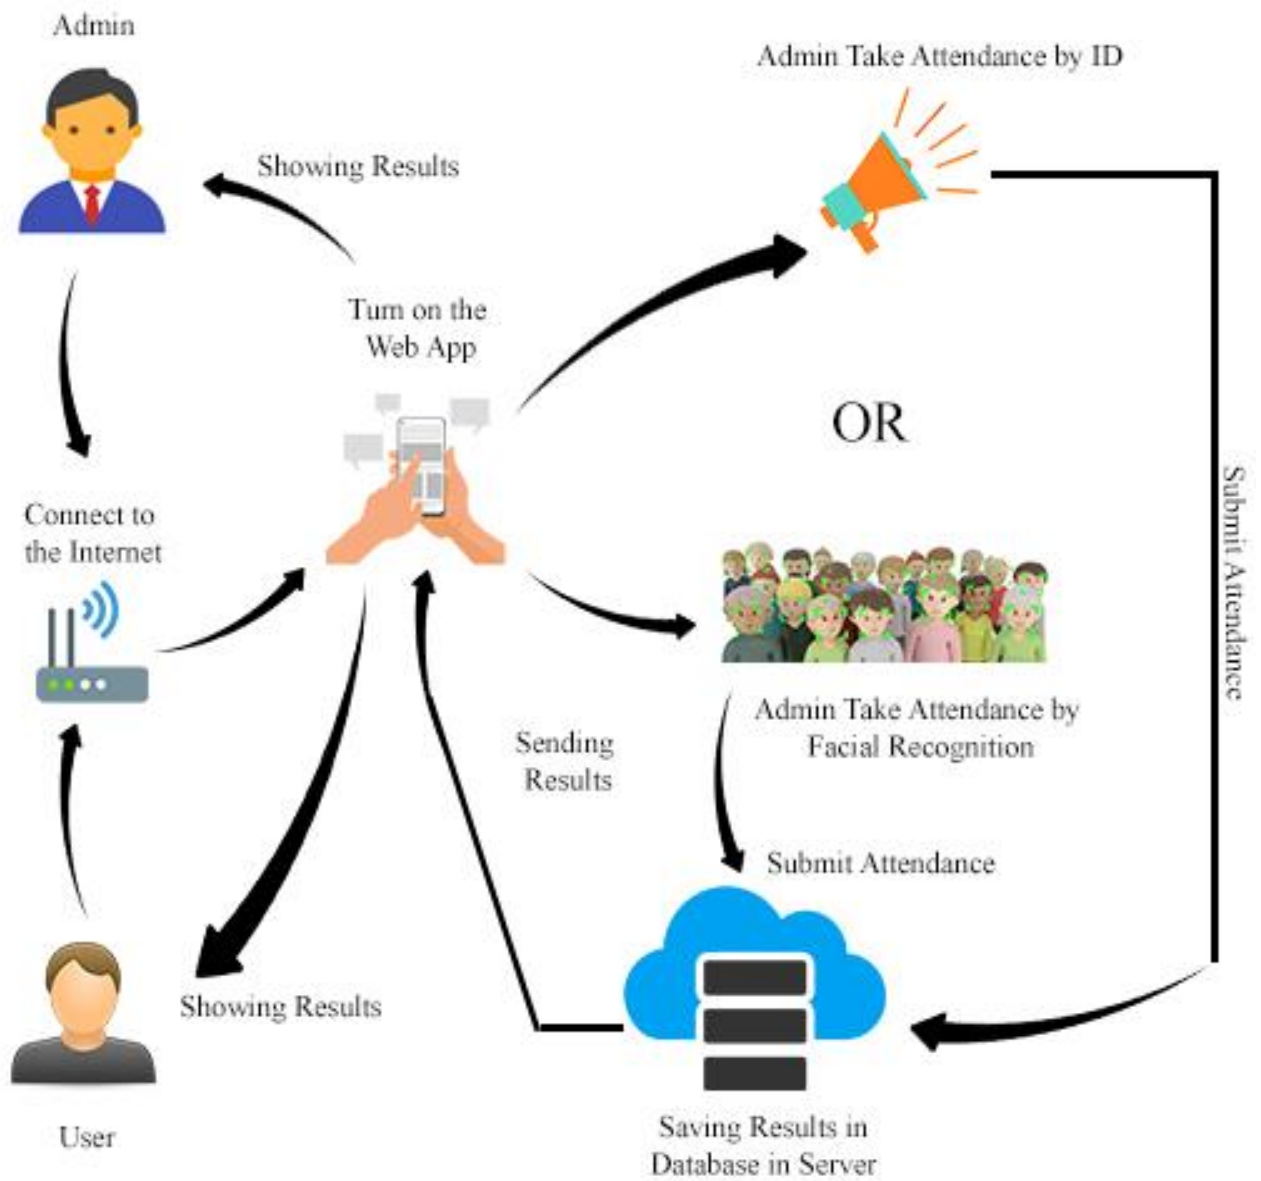 Admin
Admin Take Attendance by ID
Showing Results
Turn on the
Web App
OR
Connect to
the Internet
Submit Attendance
Admin Take Attendance by
Facial Recognition
Sending
Results
Submit Attendance
Showing Results
User
Saving Results in
Database in Server